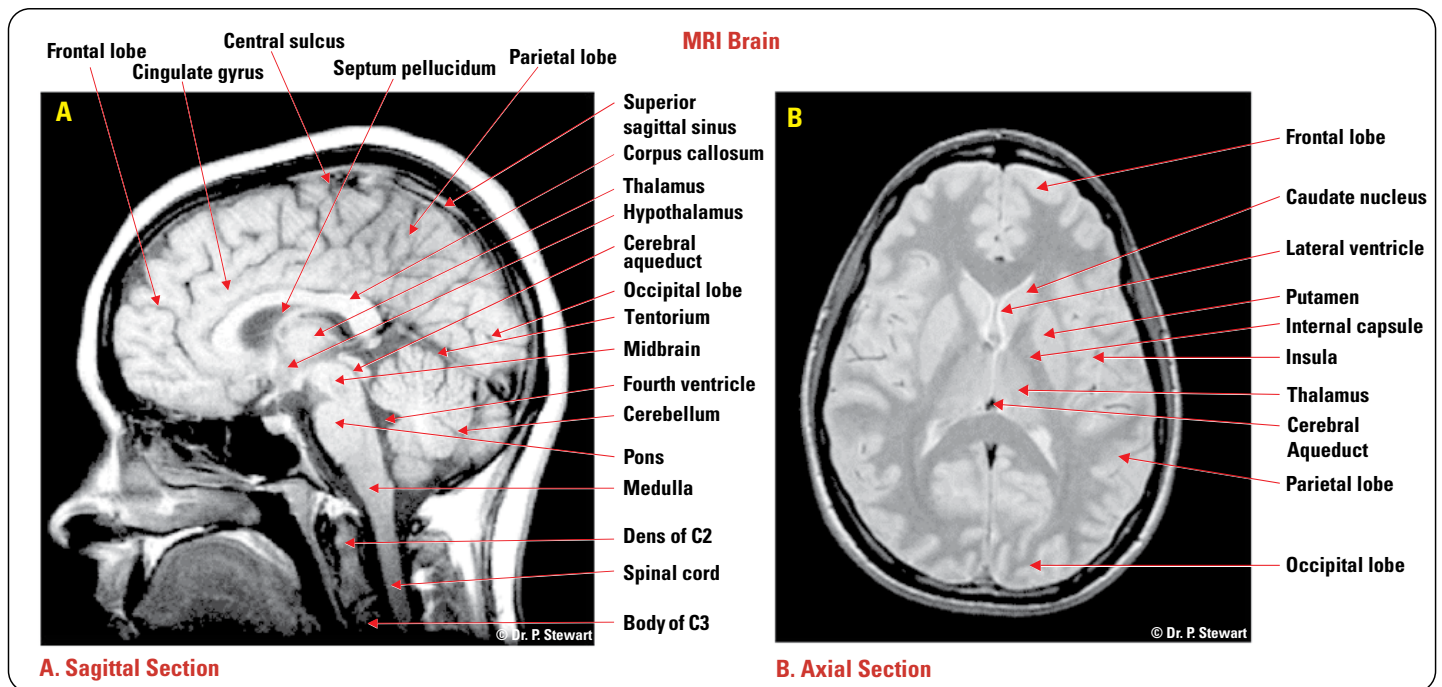 MRI Brain
Frontal lobe
Cingulate gyrus
Central sulcus
Septum pellucidum
Parietal lobe
A
Superior
sagittal sinus
Corpus callosum
Thalamus
Hypothalamus
Cerebral
aqueduct
Occipital lobe
Tentorium
Midbrain
Fourth ventricle
Cerebellum
Pons
Medulla
Dens of C2
Spinal cord
Body of C3
© Dr. P. Stewart
A. Sagittal Section
B
Frontal lobe
Caudate nucleus
Lateral ventricle
Putamen
Internal capsule
Insula
Thalamus
Cerebral
Aqueduct
Parietal lobe
Occipital lobe
© Dr. P. Stewart
B. Axial Section